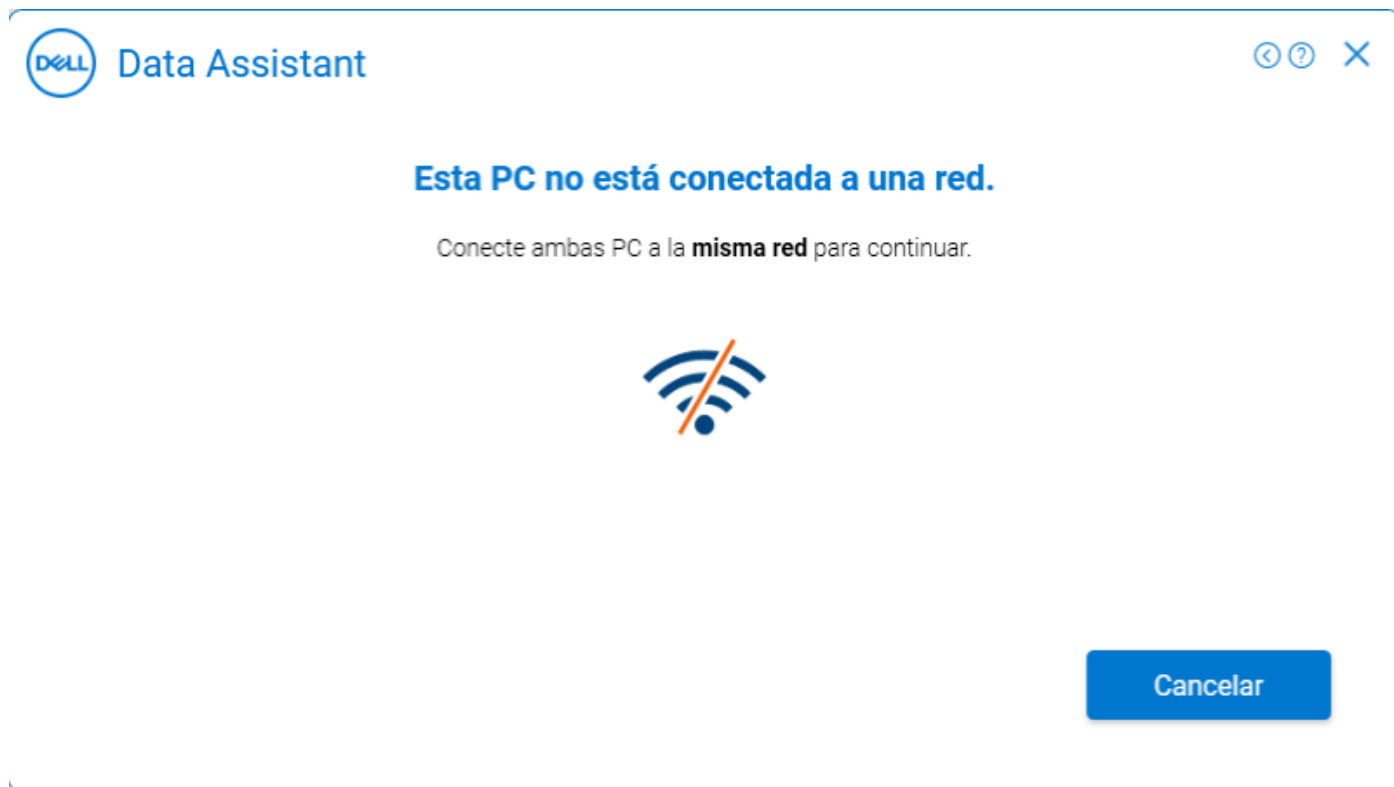 DELL Data Assistant
Esta PC no está conectada a una red.
Conecte ambas PC a la misma red para continuar.
Cancelar